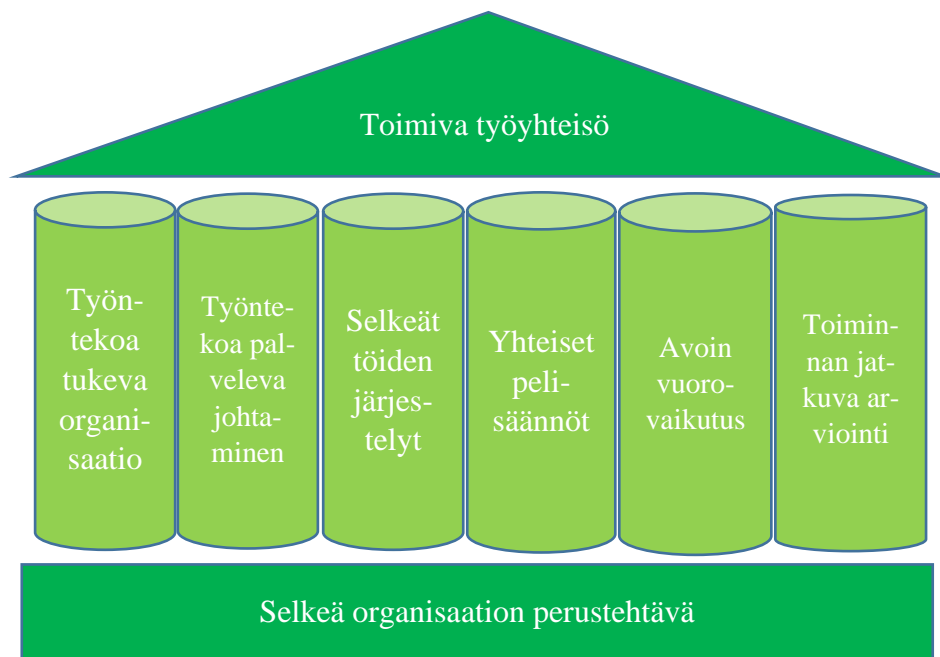 Toimiva työyhteisö
Työn-
tekoa
tukeva
organi-
saatio
Työnte-
koa pal-
veleva
johta-
minen
Selkeät
töiden
järjes-
telyt
Yhteiset
peli-
säännöt
Avoin
vuoro-
vaikutus
Toimin-
nan jat-
kuva ar-
viointi
Selkeä organisaation perustehtävä